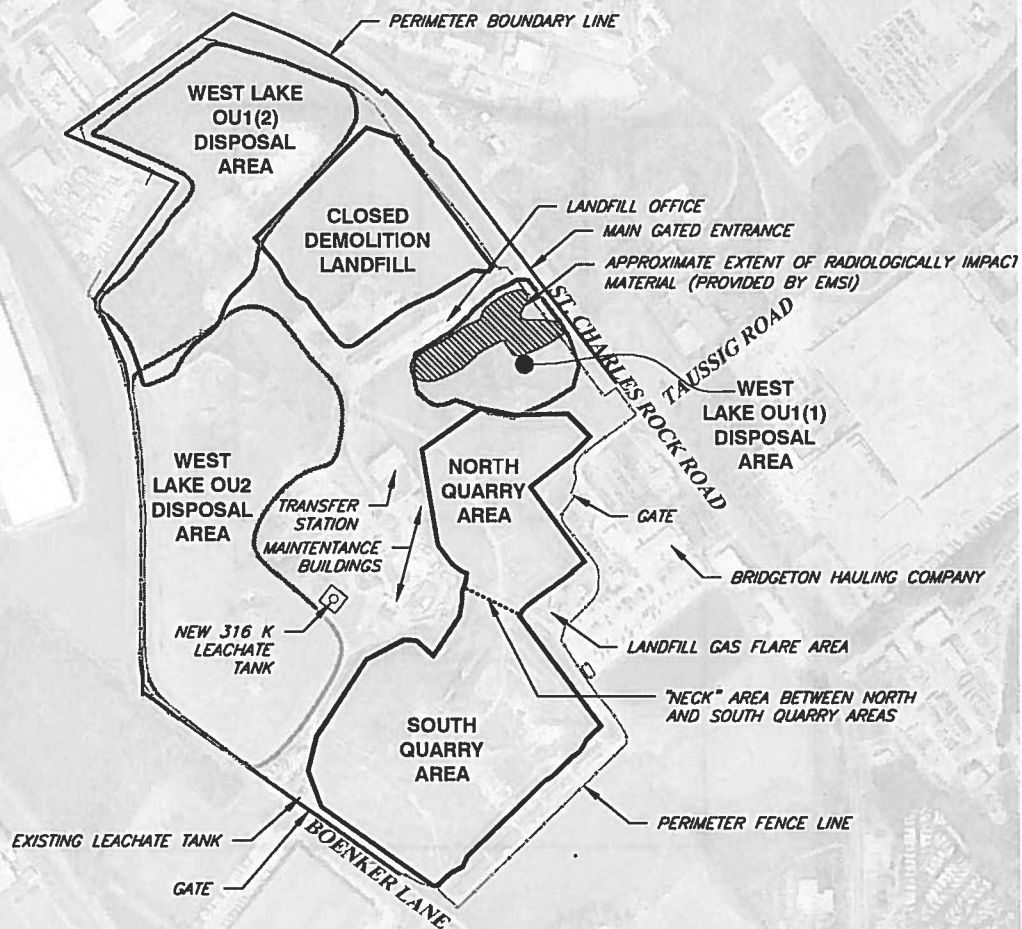 PERIMETER BOUNDARY LINE
WEST LAKE
OU1(2)
DISPOSAL
AREA
CLOSED
DEMOLITION
LANDFILL
LANDFILL OFFICE
MAIN GATED ENTRANCE
APPROXIMATE EXTENT OF RADIOLOGICALLY IMPACT
MATERIAL (PROVIDED BY EMSI)
ST. CHARLES ROCK ROAD
TAUSSIG ROAD
WEST
LAKE OU1(1)
DISPOSAL
AREA
WEST
LAKE OU2
DISPOSAL
AREA
NORTH
QUARRY
AREA
TRANSFER
STATION
MAINTENTANCE
BUILDINGS
GATE
BRIDGETON HAULING COMPANY
NEW 316 K
LEACHATE
TANK
LANDFILL GAS FLARE AREA
"NECK" AREA BETWEEN NORTH
AND SOUTH QUARRY AREAS
SOUTH
QUARRY
AREA
PERIMETER FENCE LINE
EXISTING LEACHATE TANK
GATE
BOENKER LANE